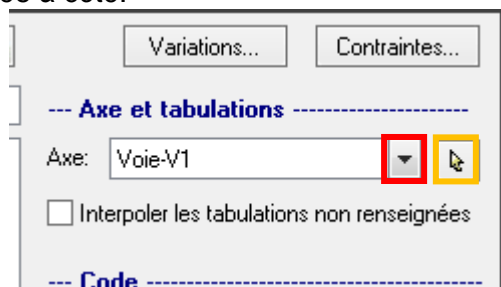 Variations... Contraintes...
--- Axe et tabulations ----------------------
Axe: Voie-V1
Interpoler les tabulations non renseignées
--- Code ------------------------------------------